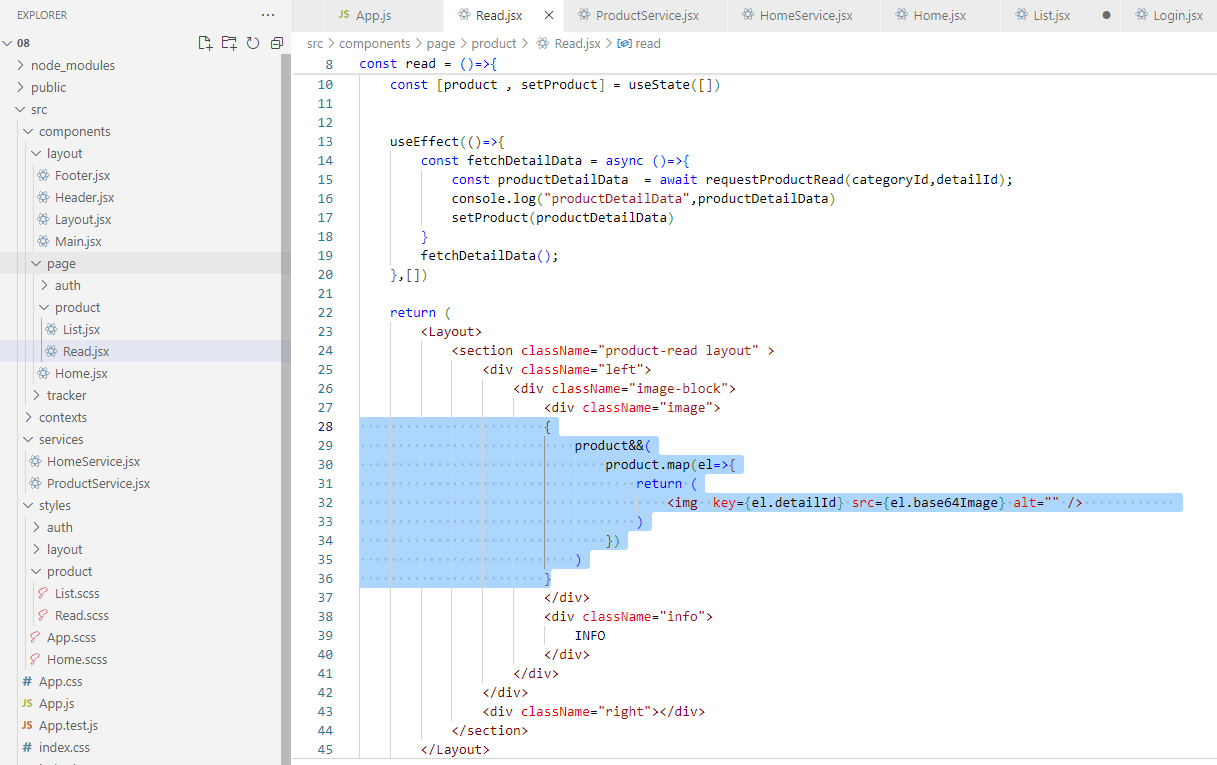 EXPLORER ···
08
node_modules
public
src
components
layout
Footer.jsx
Header.jsx
Layout.jsx
Main.jsx
page
auth
product
List.jsx
Read.jsx
Home.jsx
tracker
contexts
services
HomeService.jsx
ProductService.jsx
styles
auth
layout
product
List.scss
Read.scss
App.scss
Home.scss
# App.css
JS App.js
JS App.test.js
# index.css
JS App.js Read.jsx × ProductService.jsx HomeService.jsx Home.jsx List.jsx ● Login.jsx
src > components > page > product > Read.jsx > read
8 const read = ()=>{
10 const [product , setProduct] = useState([])
11
12
13 useEffect(()=>{
14 const fetchDetailData = async ()=>{
15 const productDetailData  = await requestProductRead(categoryId,detailId);
16 console.log("productDetailData",productDetailData)
17 setProduct(productDetailData)
18 }
19 fetchDetailData();
20 },[])
21
22 return (
23 <Layout>
24 <section className="product-read layout" >
25 <div className="left">
26 <div className="image-block">
27 <div className="image">
28 {
29 product&&(
30 product.map(el=>{
31 return (
32 <img  key={el.detailId} src={el.base64Image} alt="" />
33 )
34 })
35 )
36 }
37 </div>
38 <div className="info">
39 INFO
40 </div>
41 </div>
42 </div>
43 <div className="right"></div>
44 </section>
45 </Layout>